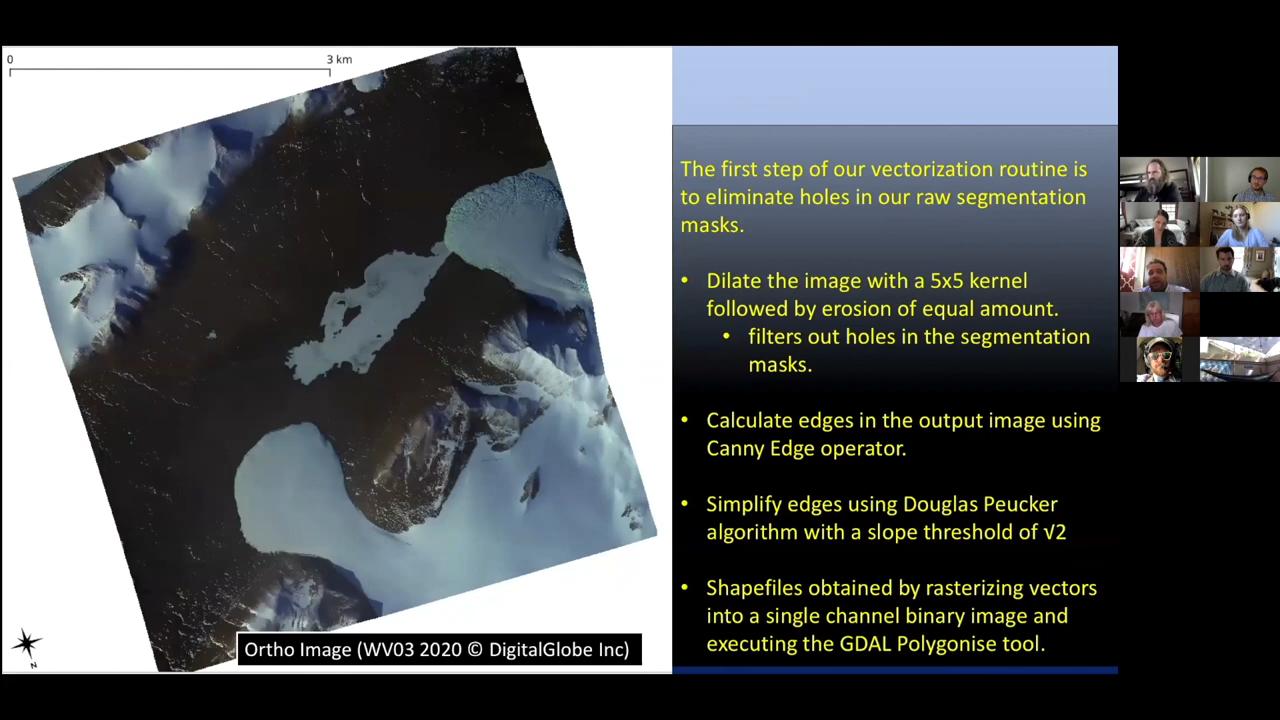 0
3 km
The first step of our vectorization routine is
to eliminate holes in our raw segmentation
masks.
• Dilate the image with a 5x5 kernel
followed by erosion of equal amount.
• filters out holes in the segmentation
masks.
• Calculate edges in the output image using
Canny Edge operator.
• Simplify edges using Douglas Peucker
algorithm with a slope threshold of √2
• Shapefiles obtained by rasterizing vectors
into a single channel binary image and
executing the GDAL Polygonise tool.
Ortho Image (WV03 2020 © DigitalGlobe Inc)
N